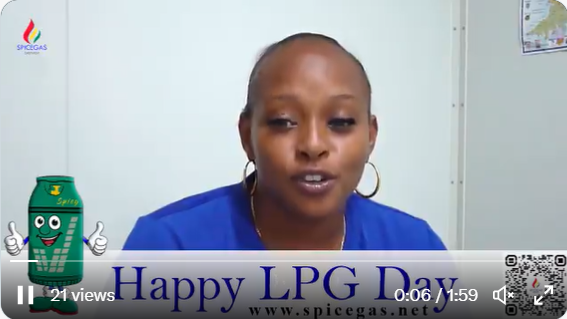 SPICEGAS
Spicy
Happy LPG Day
www.spicegas.net
21 views
0:06 / 1:59